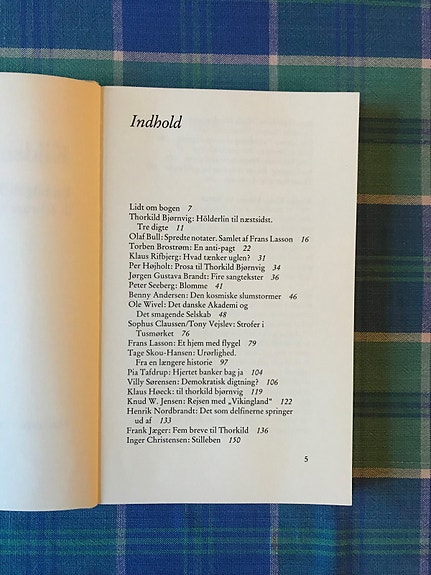 Indhold
Lidt om bogen 7
Thorkild Bjørnvig: Hölderlin til næstsidst.
Tre digte 11
Olaf Bull: Spredte notater. Samlet af Frans Lasson 16
Torben Brostrøm: En anti-pagt 22
Klaus Rifbjerg: Hvad tænker uglen? 31
Per Højholt: Prosa til Thorkild Bjørnvig 34
Jørgen Gustava Brandt: Fire sangtekster 36
Peter Seeberg: Blomme 41
Benny Andersen: Den kosmiske slumstormer 46
Ole Wivel: Det danske Akademi og
Det smagende Selskab 48
Sophus Claussen/Tony Vejslev: Strofer i
Tusmørket 76
Frans Lasson: Et hjem med flygel 79
Tage Skou-Hansen: Urørlighed.
Fra en længere historie 97
Pia Tafdrup: Hjertet banker bag ja 104
Villy Sørensen: Demokratisk digtning? 106
Klaus Høeck: til thorkild bjørnvig 119
Knud W. Jensen: Rejsen med „Vikingland“ 122
Henrik Nordbrandt: Det som delfinerne springer
ud af 133
Frank Jæger: Fem breve til Thorkild 136
Inger Christensen: Stilleben 150
5